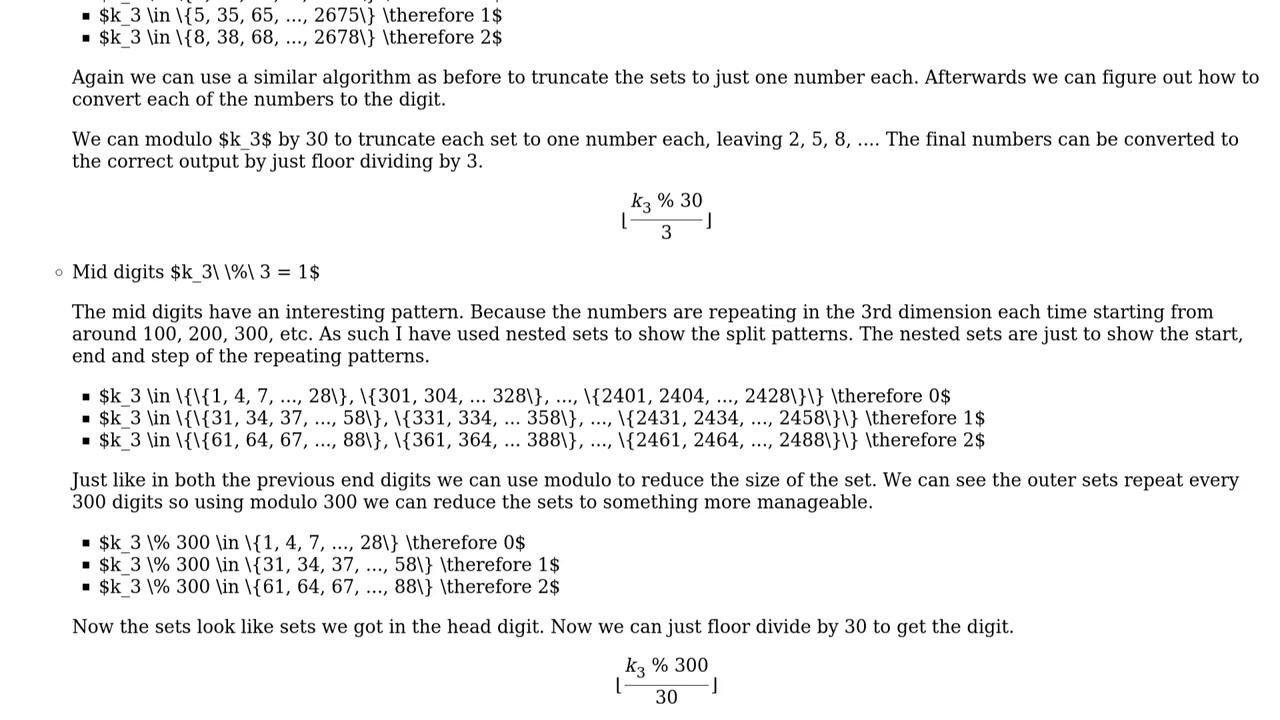 ▪ $k_3 \in \{5, 35, 65, ..., 2675\} \therefore 1$
▪ $k_3 \in \{8, 38, 68, ..., 2678\} \therefore 2$
Again we can use a similar algorithm as before to truncate the sets to just one number each. Afterwards we can figure out how to
convert each of the numbers to the digit.
We can modulo $k_3$ by 30 to truncate each set to one number each, leaving 2, 5, 8, .... The final numbers can be converted to
the correct output by just floor dividing by 3.
k3 % 30
⌊ ⌋
3
◦ Mid digits $k_3\ \%\ 3 = 1$
The mid digits have an interesting pattern. Because the numbers are repeating in the 3rd dimension each time starting from
around 100, 200, 300, etc. As such I have used nested sets to show the split patterns. The nested sets are just to show the start,
end and step of the repeating patterns.
▪ $k_3 \in \{\{1, 4, 7, ..., 28\}, \{301, 304, ... 328\}, ..., \{2401, 2404, ..., 2428\}\} \therefore 0$
▪ $k_3 \in \{\{31, 34, 37, ..., 58\}, \{331, 334, ... 358\}, ..., \{2431, 2434, ..., 2458\}\} \therefore 1$
▪ $k_3 \in \{\{61, 64, 67, ..., 88\}, \{361, 364, ... 388\}, ..., \{2461, 2464, ..., 2488\}\} \therefore 2$
Just like in both the previous end digits we can use modulo to reduce the size of the set. We can see the outer sets repeat every
300 digits so using modulo 300 we can reduce the sets to something more manageable.
▪ $k_3 \% 300 \in \{1, 4, 7, ..., 28\} \therefore 0$
▪ $k_3 \% 300 \in \{31, 34, 37, ..., 58\} \therefore 1$
▪ $k_3 \% 300 \in \{61, 64, 67, ..., 88\} \therefore 2$
Now the sets look like sets we got in the head digit. Now we can just floor divide by 30 to get the digit.
k3 % 300
⌊ ⌋
30